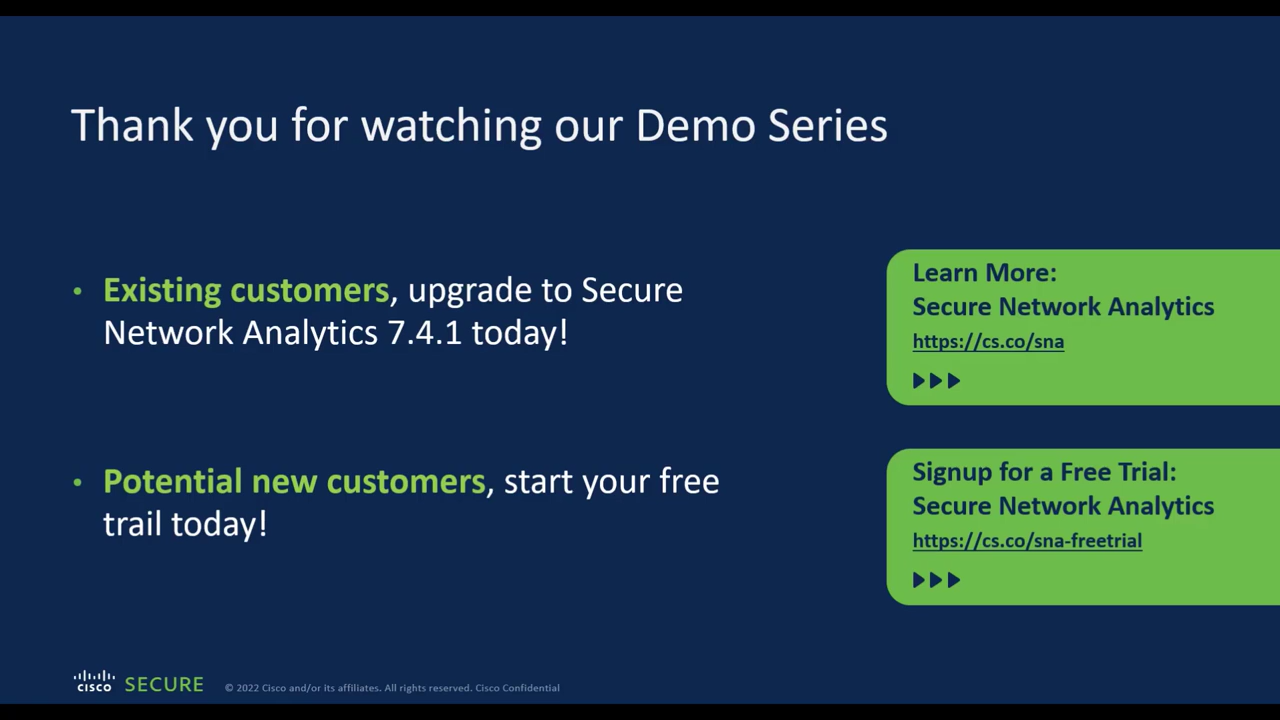 Thank you for watching our Demo Series
• Existing customers, upgrade to Secure
Network Analytics 7.4.1 today!
• Potential new customers, start your free
trail today!
Learn More:
Secure Network Analytics
https://cs.co/sna
Signup for a Free Trial:
Secure Network Analytics
https://cs.co/sna-freetrial
CISCO SECURE © 2022 Cisco and/or its affiliates. All rights reserved. Cisco Confidential